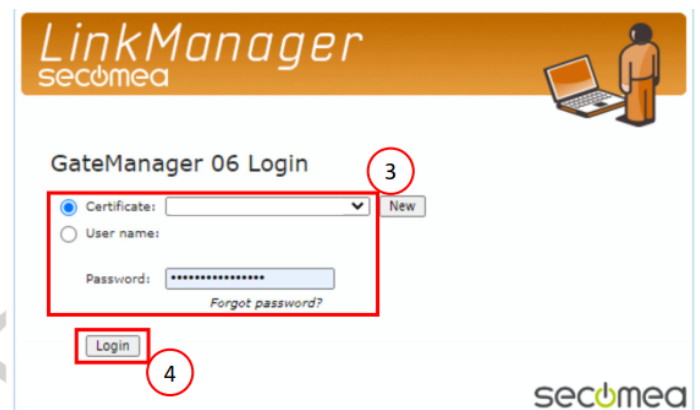 LinkManager
secomea
GateManager 06 Login
3
Certificate:
New
User name:
Password: ••••••••••••••••
Forgot password?
Login
4
secomea